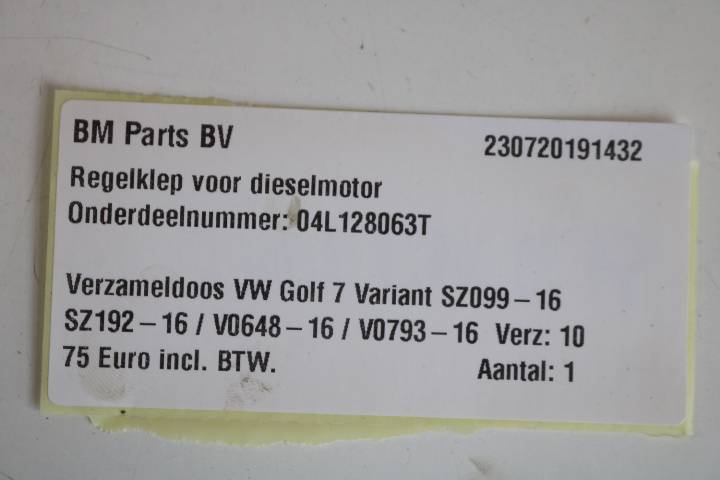 BM Parts BV 230720191432
Regelklep voor dieselmotor
Onderdeelnummer: 04L128063T
Verzameldoos VW Golf 7 Variant SZ099-16
SZ192-16 / V0648-16 / V0793-16 Verz: 10
75 Euro incl. BTW. Aantal: 1